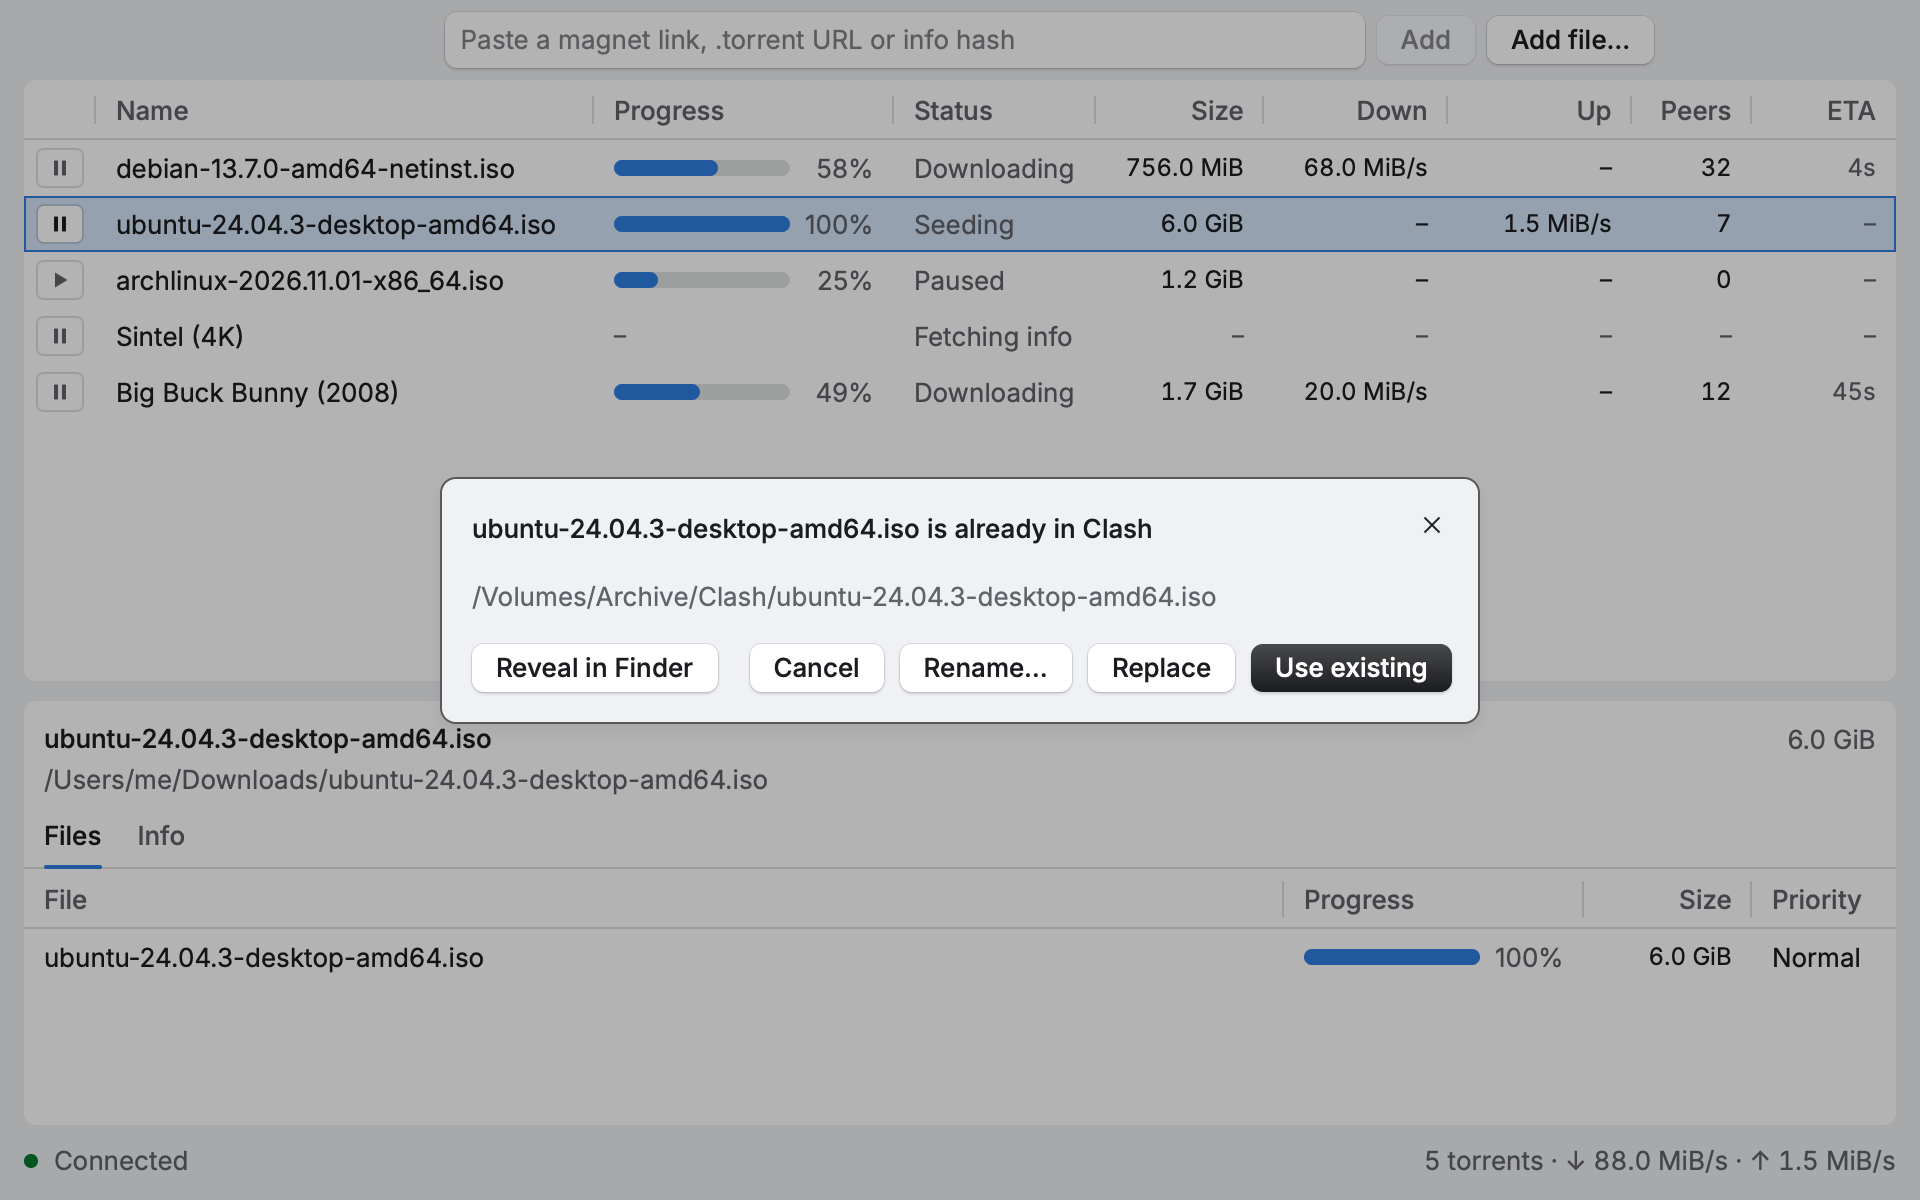 Paste a magnet link, .torrent URL or info hash Add Add file...
Name Progress Status Size Down Up Peers ETA
debian-13.7.0-amd64-netinst.iso 58% Downloading 756.0 MiB 68.0 MiB/s – 32 4s
ubuntu-24.04.3-desktop-amd64.iso 100% Seeding 6.0 GiB – 1.5 MiB/s 7 –
archlinux-2026.11.01-x86_64.iso 25% Paused 1.2 GiB – – 0 –
Sintel (4K) – Fetching info – – – – –
Big Buck Bunny (2008) 49% Downloading 1.7 GiB 20.0 MiB/s – 12 45s
ubuntu-24.04.3-desktop-amd64.iso is already in Clash
/Volumes/Archive/Clash/ubuntu-24.04.3-desktop-amd64.iso
Reveal in Finder Cancel Rename... Replace Use existing
ubuntu-24.04.3-desktop-amd64.iso 6.0 GiB
/Users/me/Downloads/ubuntu-24.04.3-desktop-amd64.iso
Files Info
File Progress Size Priority
ubuntu-24.04.3-desktop-amd64.iso 100% 6.0 GiB Normal
Connected 5 torrents · ↓ 88.0 MiB/s · ↑ 1.5 MiB/s